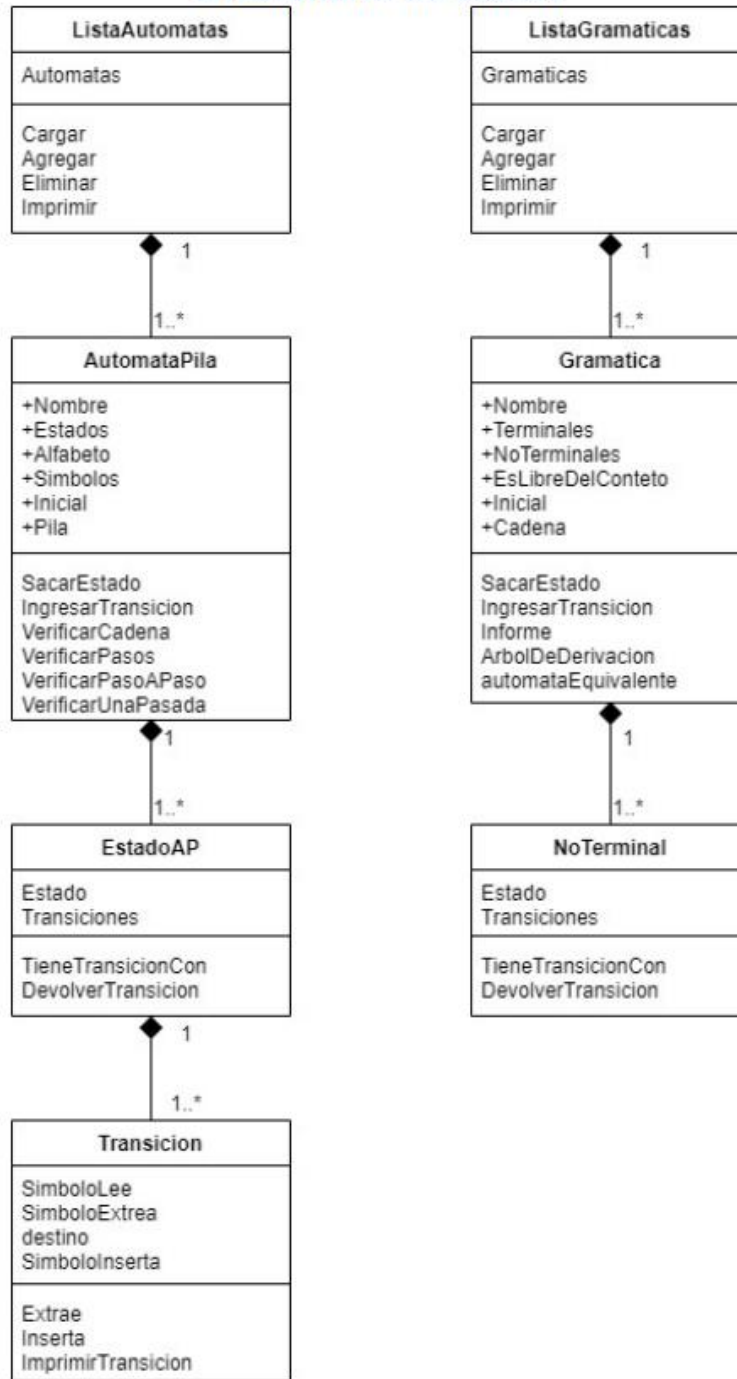 ListaAutomatas
Automatas
Cargar
Agregar
Eliminar
Imprimir
1
1..*
AutomataPila
+Nombre
+Estados
+Alfabeto
+Simbolos
+Inicial
+Pila
SacarEstado
IngresarTransicion
VerificarCadena
VerificarPasos
VerificarPasoAPaso
VerificarUnaPasada
1
1..*
EstadoAP
Estado
Transiciones
TieneTransicionCon
DevolverTransicion
1
1..*
Transicion
SimboloLee
SimboloExtrea
destino
SimboloInserta
Extrae
Inserta
ImprimirTransicion
ListaGramaticas
Gramaticas
Cargar
Agregar
Eliminar
Imprimir
1
1..*
Gramatica
+Nombre
+Terminales
+NoTerminales
+EsLibreDelConteto
+Inicial
+Cadena
SacarEstado
IngresarTransicion
Informe
ArbolDeDerivacion
automataEquivalente
1
1..*
NoTerminal
Estado
Transiciones
TieneTransicionCon
DevolverTransicion